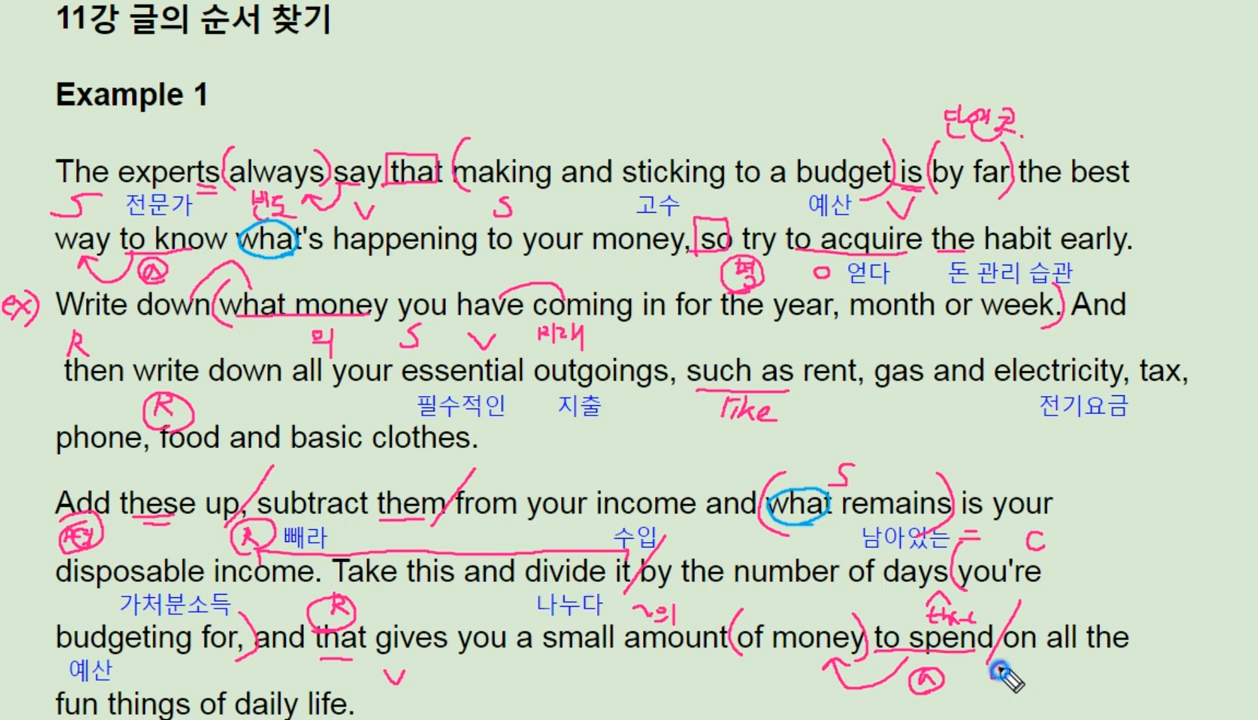 11강 글의 순서 찾기
Example 1
단연코.
The experts always say that making and sticking to a budget is by far the best
S 전문가 빈도 V S 고수 예산 V
way to know what's happening to your money, so try to acquire the habit early.
a 명 o 얻다 돈 관리 습관
ex) Write down what money you have coming in for the year, month or week. And
R 의 S V 미래
then write down all your essential outgoings, such as rent, gas and electricity, tax,
R 필수적인 지출 like 전기요금
phone, food and basic clothes.
S
Add these up, subtract them from your income and what remains is your
R 빼라 수입 남아있는 = C
disposable income. Take this and divide it by the number of days you're
가처분소득 R 나누다 ~의 that
budgeting for, and that gives you a small amount of money to spend on all the
예산 V a
fun things of daily life.